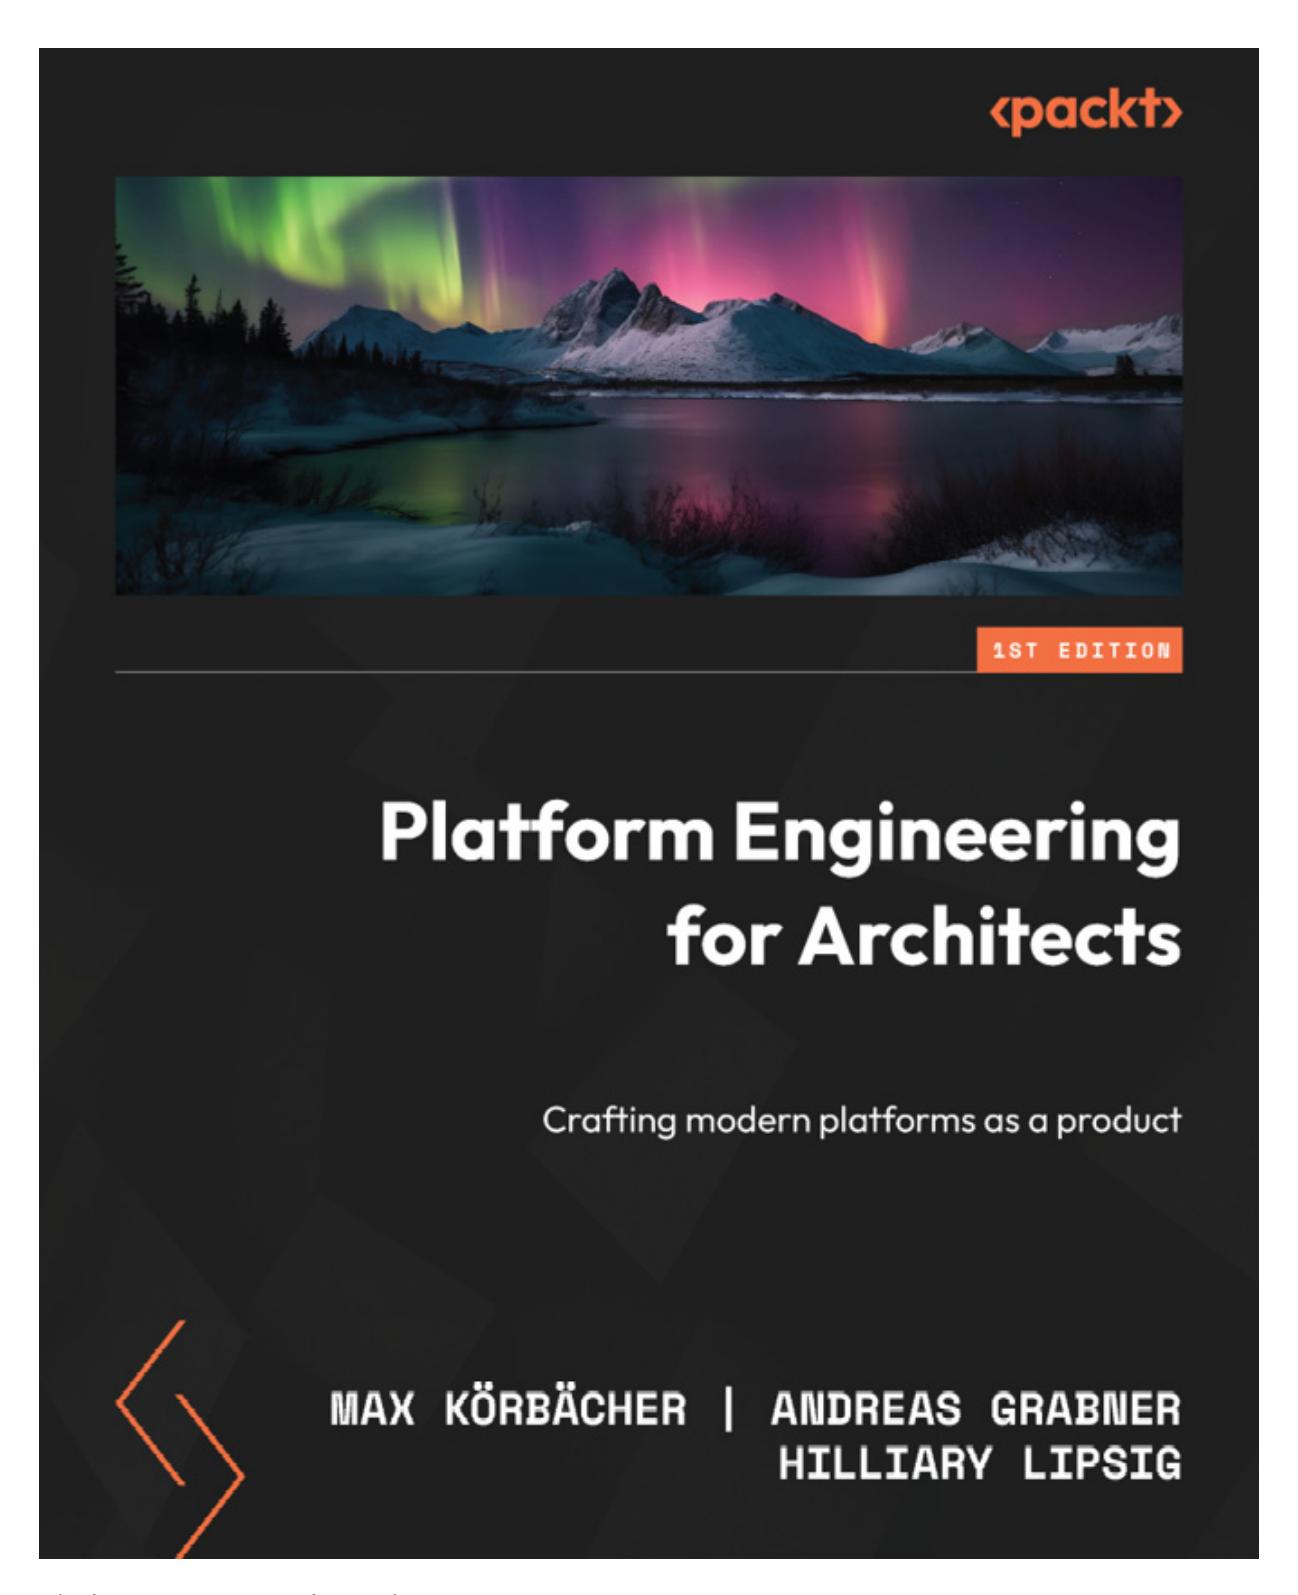 <packt>
1ST EDITION
Platform Engineering
for Architects
Crafting modern platforms as a product
MAX KÖRBÄCHER | ANDREAS GRABNER
HILLIARY LIPSIG